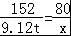 152/9.12t = 80/x